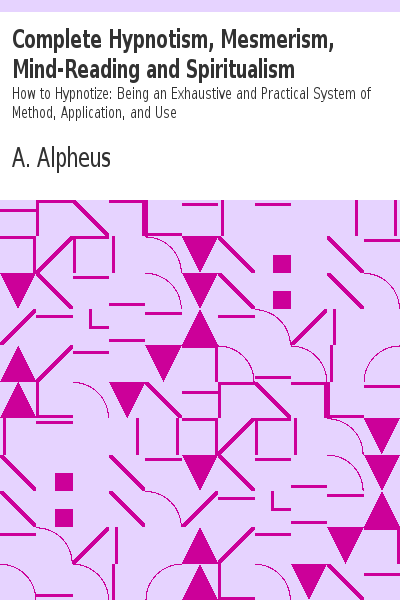 Complete Hypnotism, Mesmerism,
Mind-Reading and Spiritualism
How to Hypnotize: Being an Exhaustive and Practical System of
Method, Application, and Use
A. Alpheus